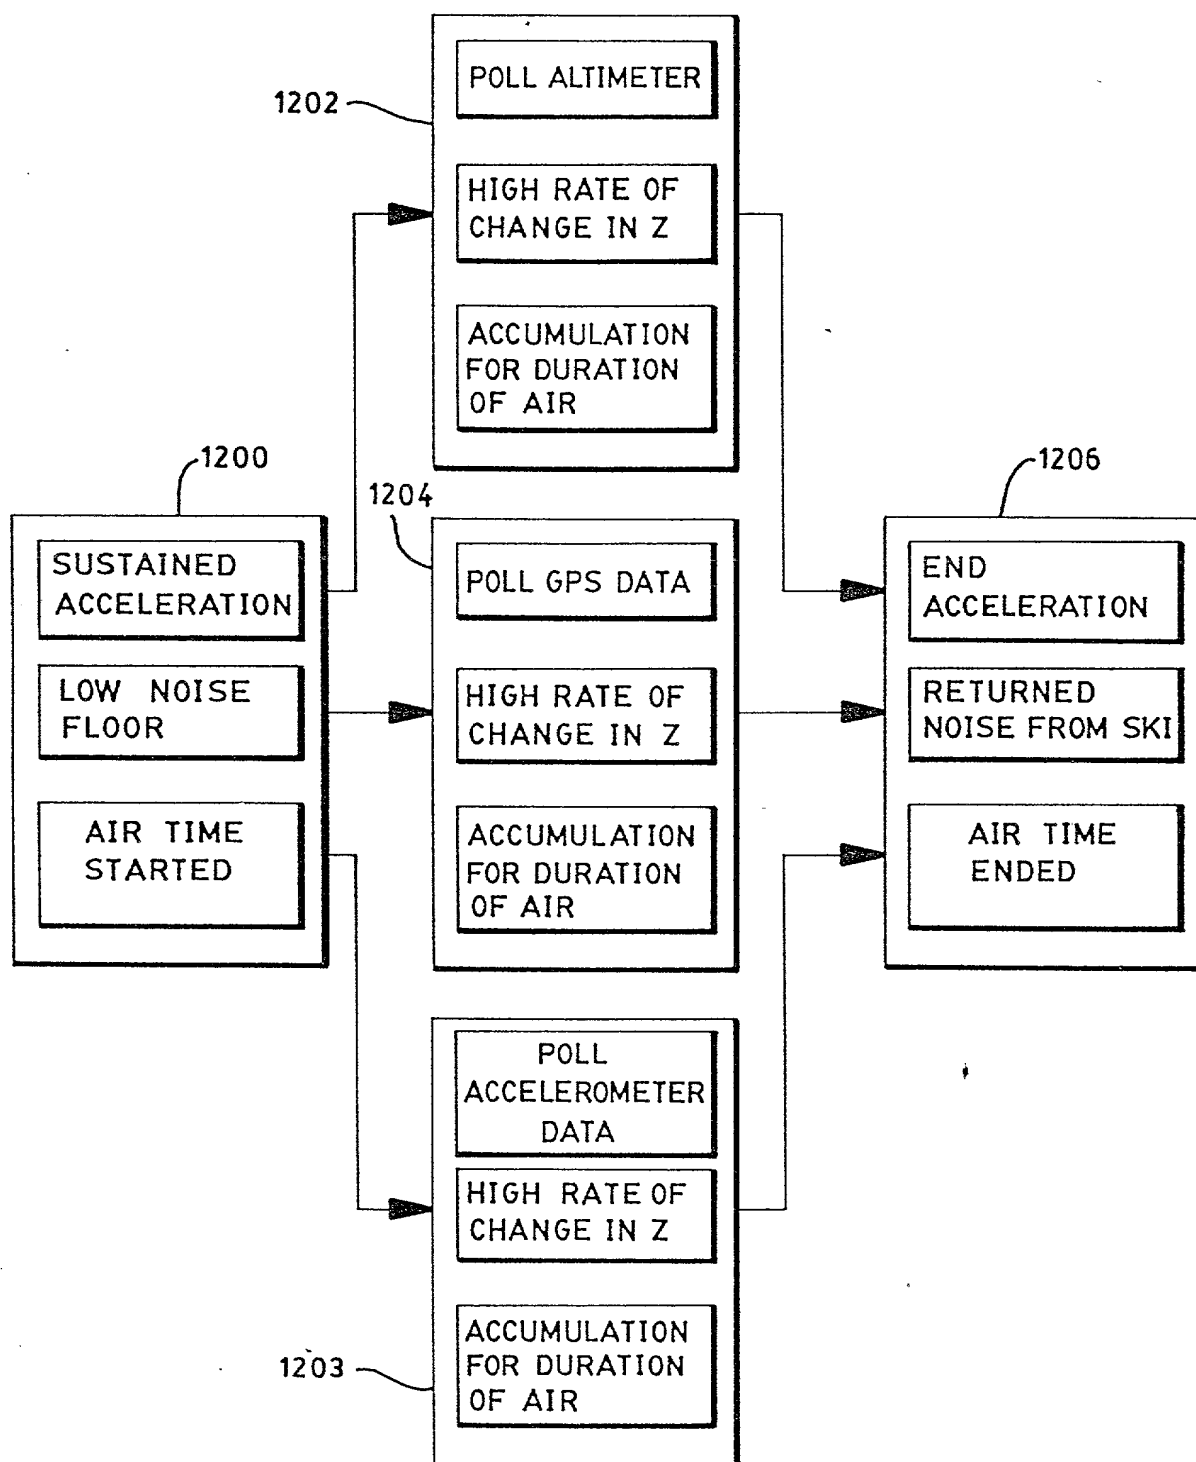 POLL ALTIMETER
1202
HIGH RATE OF
CHANGE IN Z
ACCUMULATION
FOR DURATION
OF AIR
1200
SUSTAINED
ACCELERATION
LOW NOISE
FLOOR
AIR TIME
STARTED
1204
POLL GPS DATA
HIGH RATE OF
CHANGE IN Z
ACCUMULATION
FOR DURATION
OF AIR
1206
END
ACCELERATION
RETURNED
NOISE FROM SKI
AIR TIME
ENDED
POLL
ACCELEROMETER
DATA
HIGH RATE OF
CHANGE IN Z
1203
ACCUMULATION
FOR DURATION
OF AIR